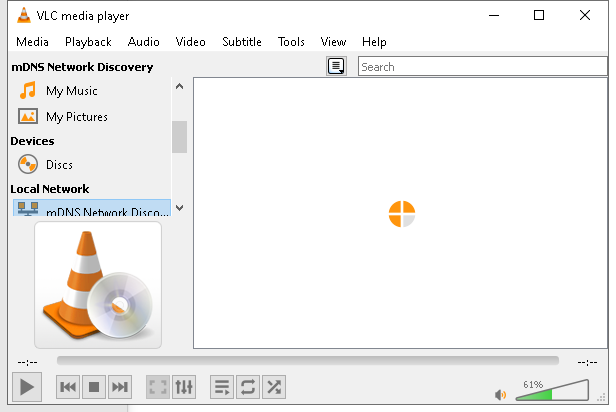 VLC media player
Media Playback Audio Video Subtitle Tools View Help
mDNS Network Discovery
Search
My Music
My Pictures
Devices
Discs
Local Network
mDNS Network Disco...
--:--
--:--
61%